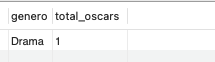 genero total_oscars
Drama 1